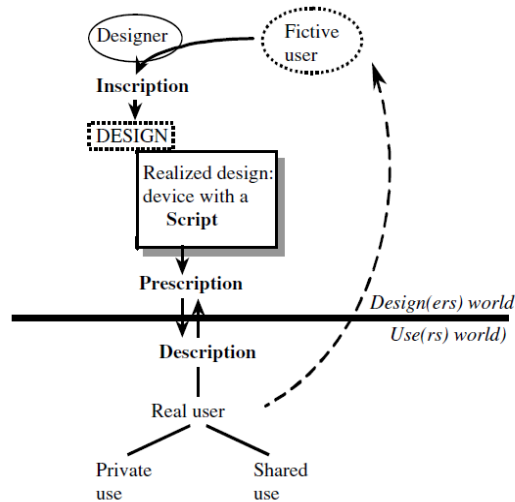 Designer
Fictive
user
Inscription
DESIGN
Realized design:
device with a
Script
Prescription
Design(ers) world
Use(rs) world)
Description
Real user
Private
use
Shared
use